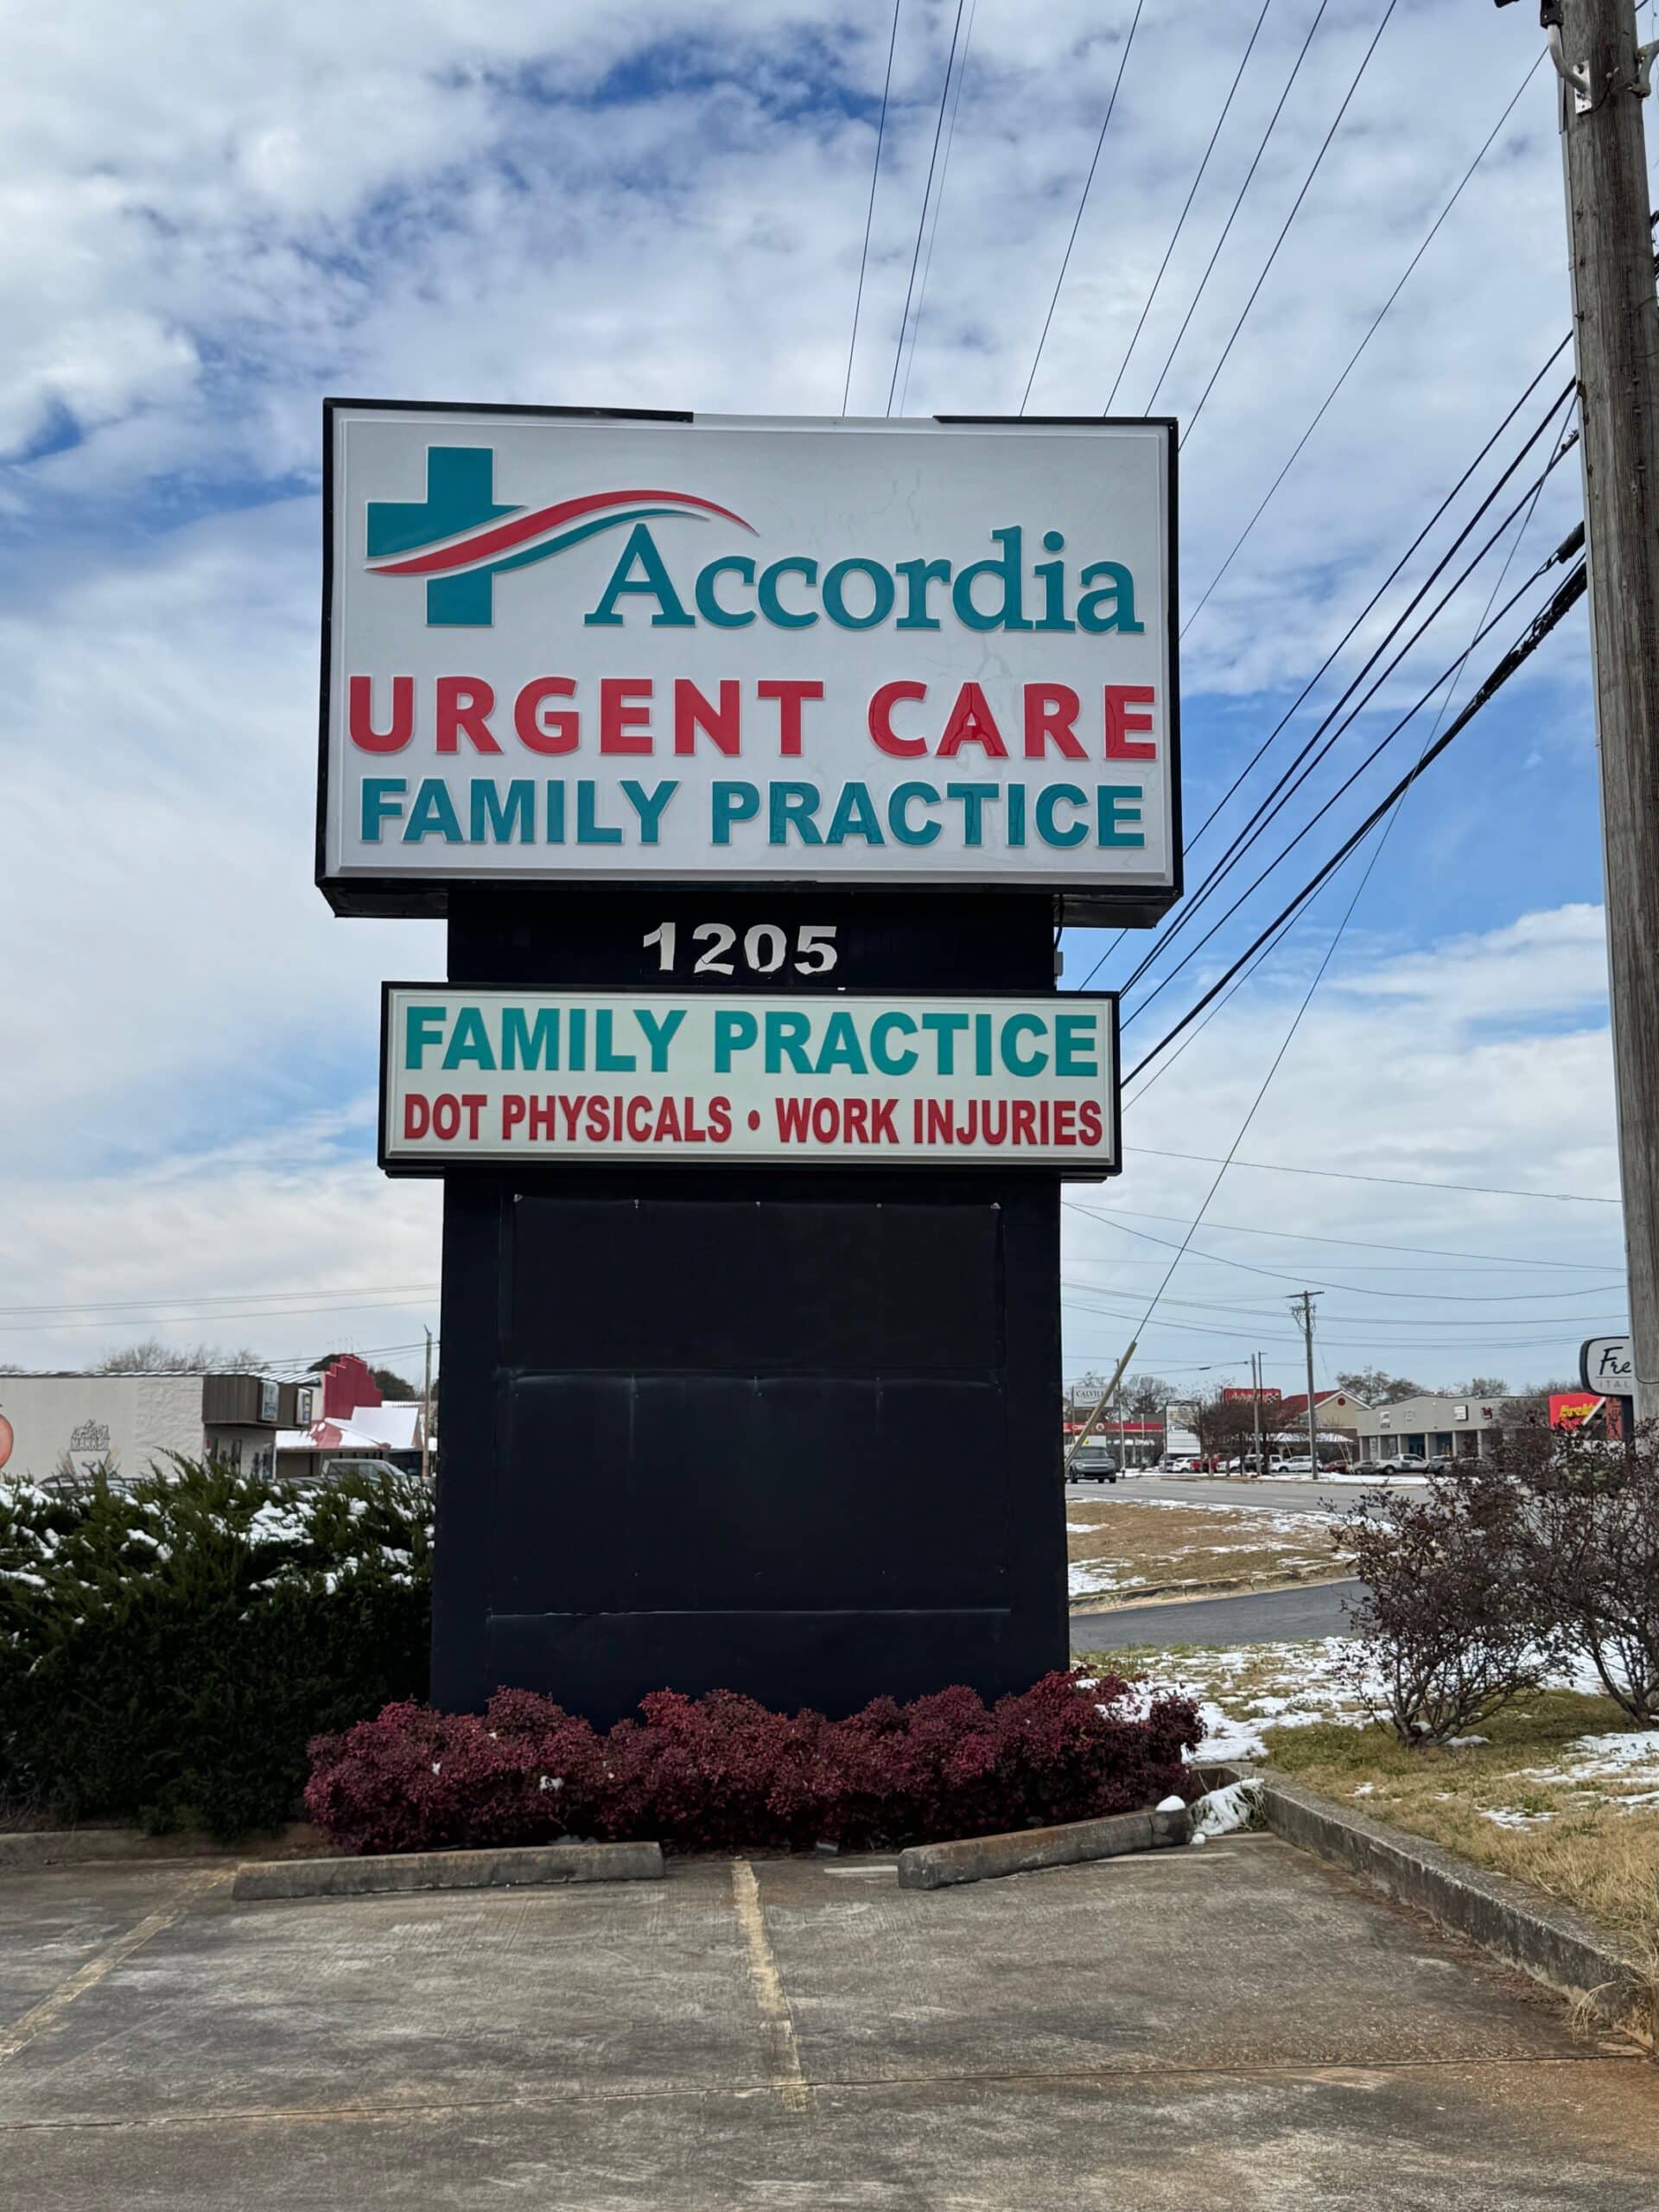 Accordia
URGENT CARE
FAMILY PRACTICE
1205
FAMILY PRACTICE
DOT PHYSICALS • WORK INJURIES